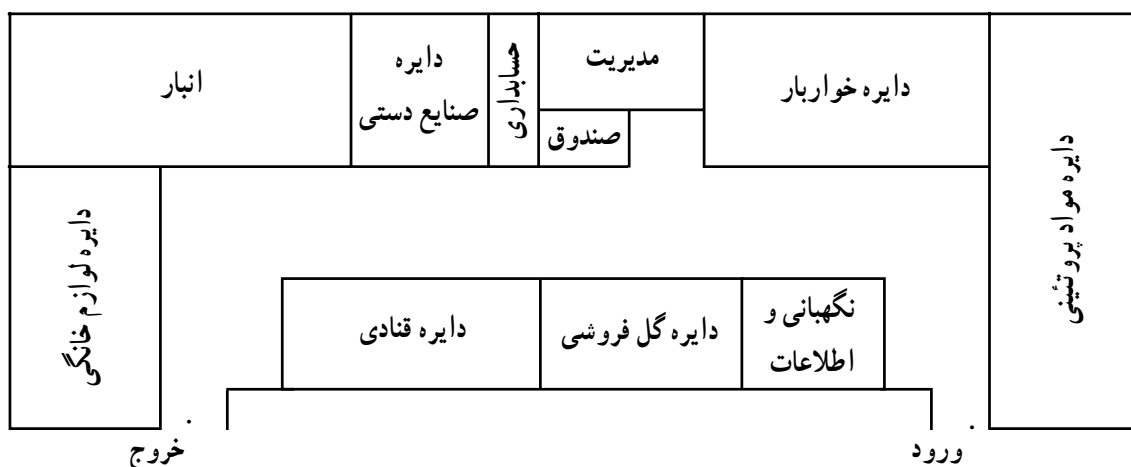 دایره مواد پروتئینی
دایره خواربار
مدیریت
صندوق
حسابداری
دایره
صنایع دستی
انبار
دایره لوازم خانگی
نگهبانی و
اطلاعات
دایره گل فروشی
دایره قنادی
ورود
خروج